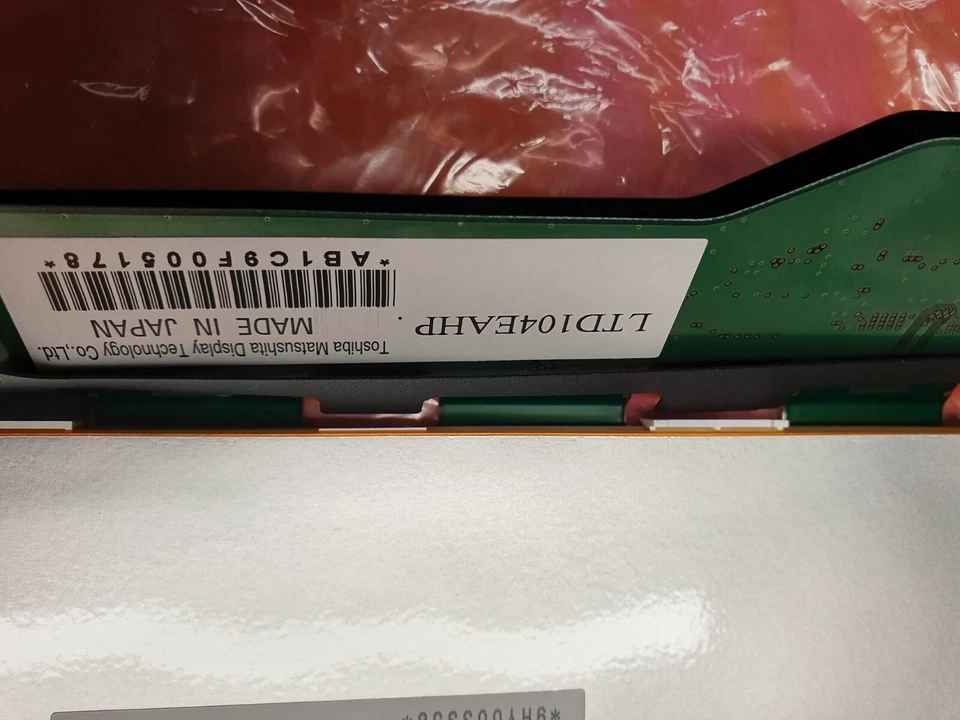 LTD104EAHP.
Toshiba Matsushita Display Technology Co.,Ltd.
MADE IN JAPAN
*AB1C9F005178*